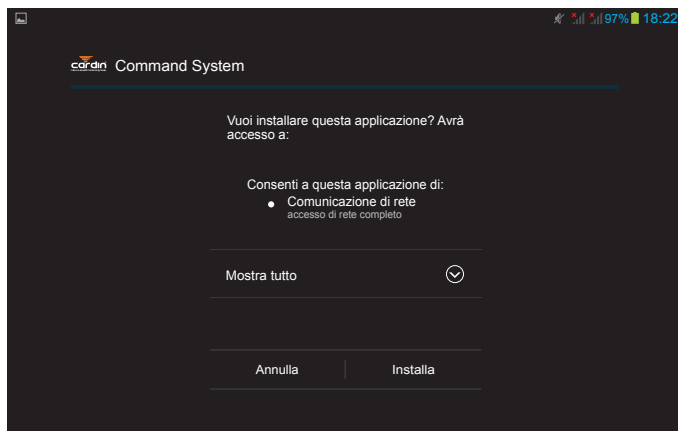 97% 18:22
cardin Command System
Vuoi installare questa applicazione? Avrà
accesso a:
Consenti a questa applicazione di:
Comunicazione di rete
accesso di rete completo
Mostra tutto
Annulla Installa